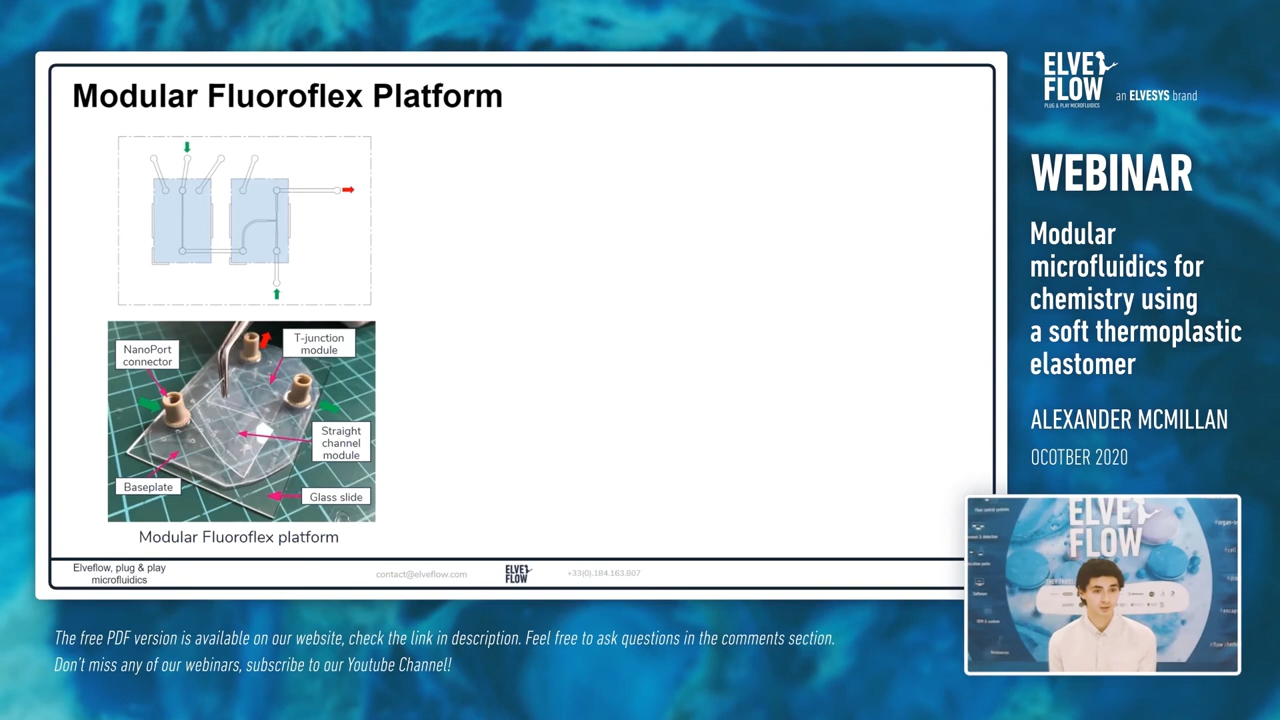 Modular Fluoroflex Platform
NanoPort
connector
T-junction
module
Straight
channel
module
Baseplate
Glass slide
Modular Fluoroflex platform
Elveflow, plug & play
microfluidics
contact@elveflow.com
ELVE
FLOW
+33(0).184.163.807
ELVE
FLOW
PLUG & PLAY MICROFLUIDICS
an ELVESYS brand
WEBINAR
Modular
microfluidics for
chemistry using
a soft thermoplastic
elastomer
ALEXANDER MCMILLAN
OCOTBER 2020
ELVE
FLOW
The free PDF version is available on our website, check the link in description. Feel free to ask questions in the comments section.
Don't miss any of our webinars, subscribe to our Youtube Channel!